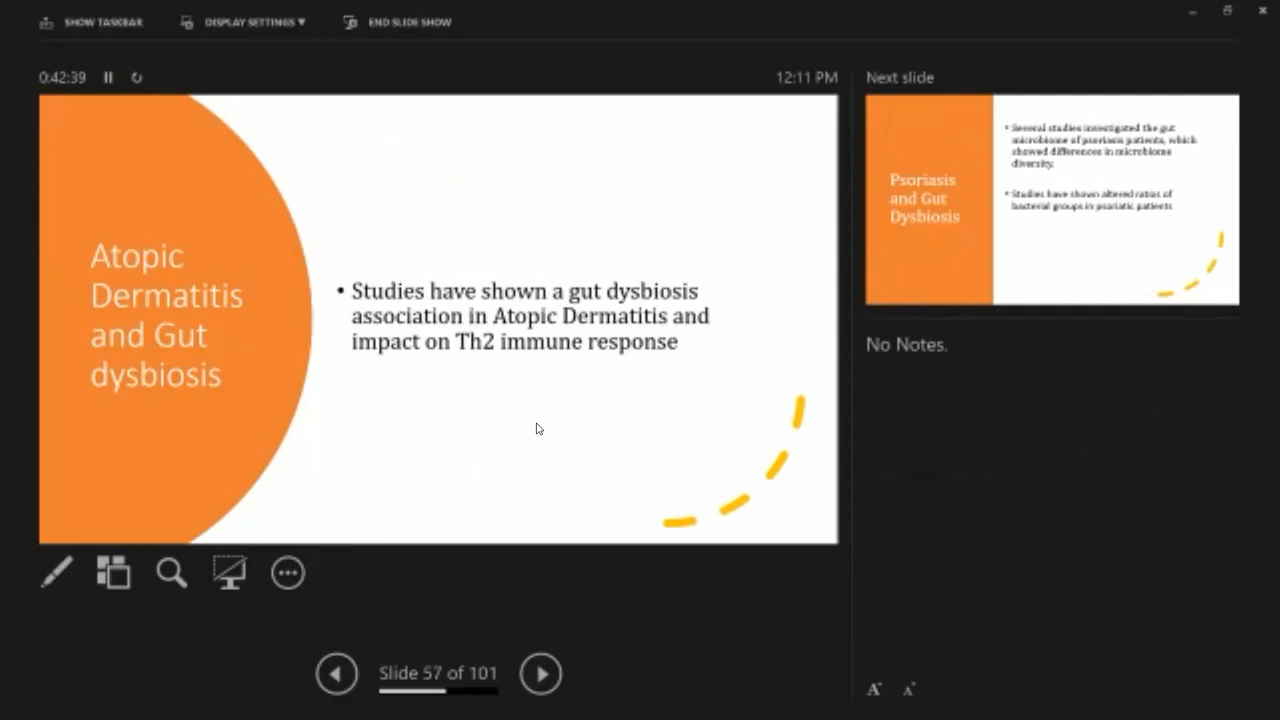 SHOW TASKBAR DISPLAY SETTINGS ▼ END SLIDE SHOW
0:42:39 12:11 PM
Atopic
Dermatitis
and Gut
dysbiosis
• Studies have shown a gut dysbiosis
association in Atopic Dermatitis and
impact on Th2 immune response
Next slide
Psoriasis
and Gut
Dysbiosis
• Several studies investigated the gut
microbiome of psoriasis patients, which
showed differences in microbiome
diversity.
• Studies have shown altered ratios of
bacterial groups in psoriatic patients
No Notes.
Slide 57 of 101
A A